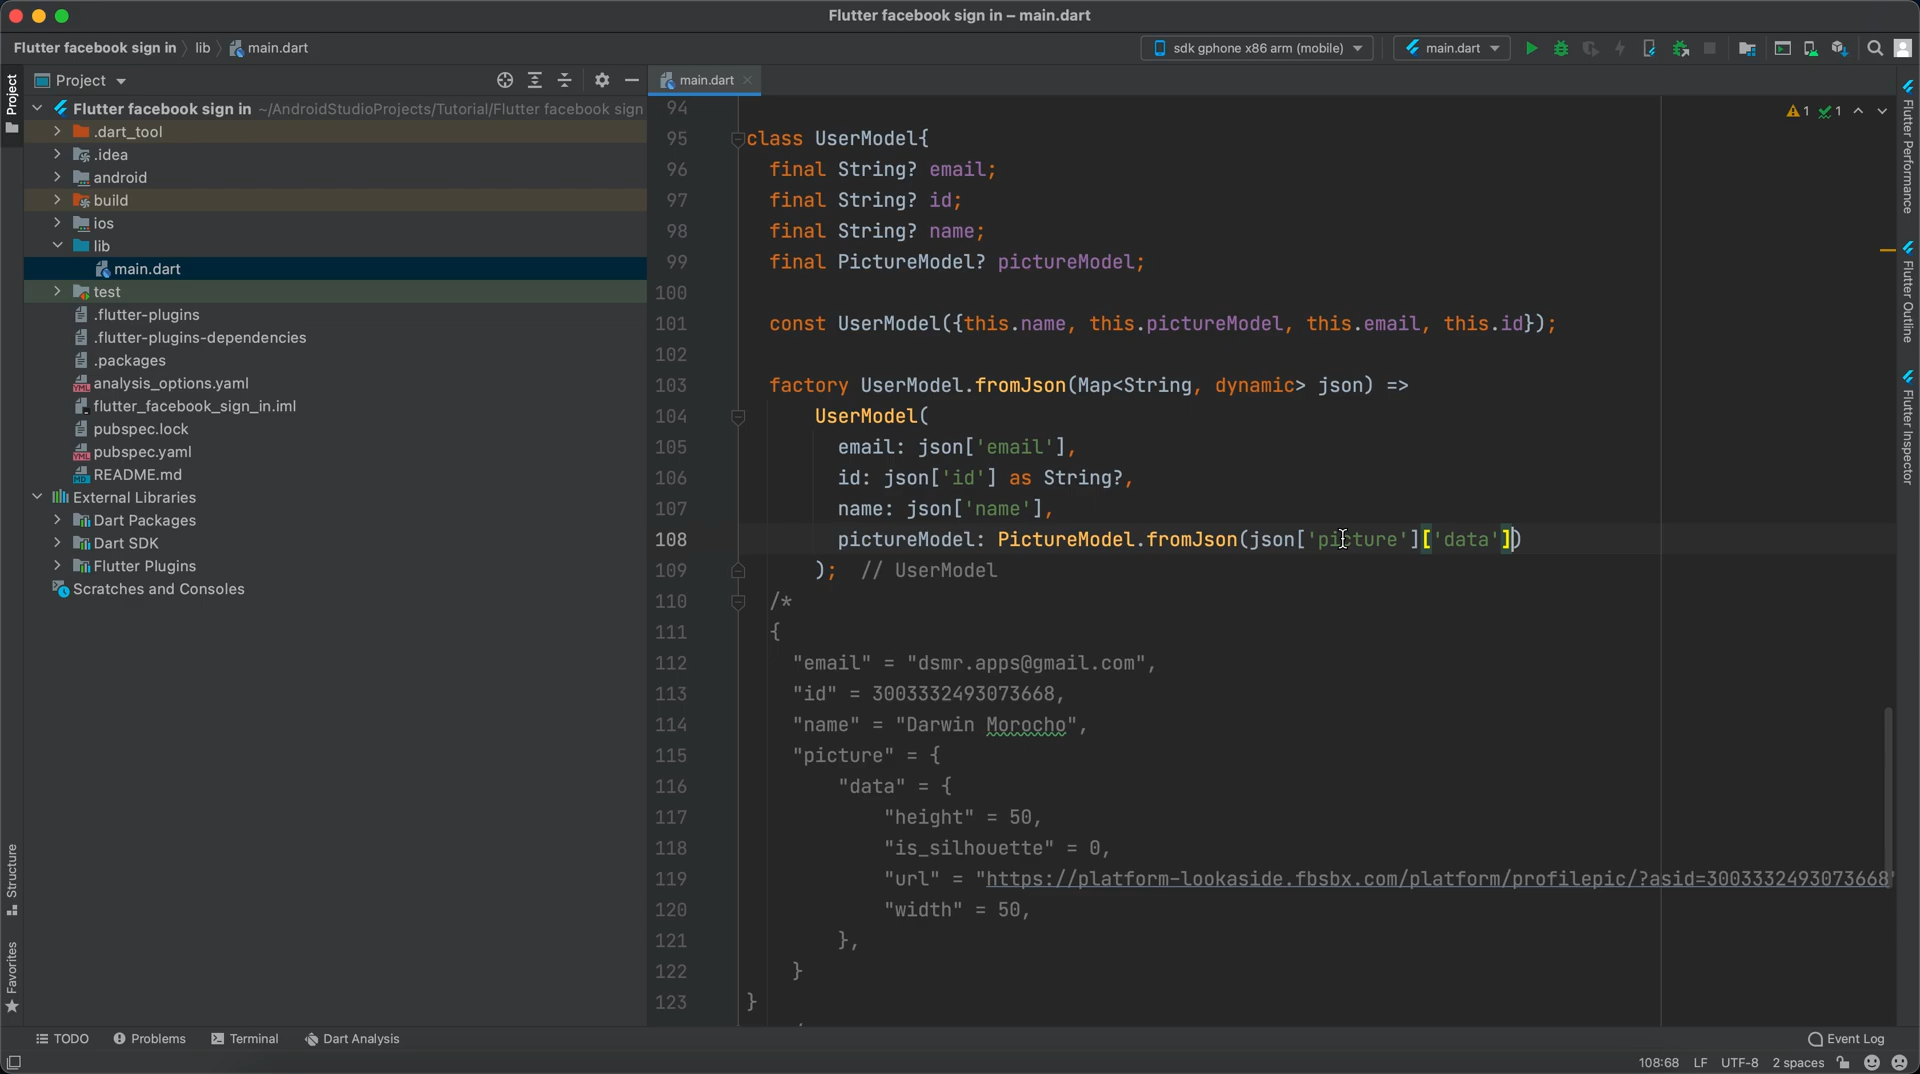 Flutter facebook sign in – main.dart
Flutter facebook sign in
lib
main.dart
sdk gphone x86 arm (mobile)
main.dart
Project
Project
main.dart
Flutter facebook sign in ~/AndroidStudioProjects/Tutorial/Flutter facebook sign
.dart_tool
.idea
android
build
ios
lib
main.dart
test
.flutter-plugins
.flutter-plugins-dependencies
.packages
analysis_options.yaml
flutter_facebook_sign_in.iml
pubspec.lock
pubspec.yaml
README.md
External Libraries
Dart Packages
Dart SDK
Flutter Plugins
Scratches and Consoles
1 1
94
95 class UserModel{
96 final String? email;
97 final String? id;
98 final String? name;
99 final PictureModel? pictureModel;
100
101 const UserModel({this.name, this.pictureModel, this.email, this.id});
102
103 factory UserModel.fromJson(Map<String, dynamic> json) =>
104 UserModel(
105 email: json['email'],
106 id: json['id'] as String?,
107 name: json['name'],
108 pictureModel: PictureModel.fromJson(json['picture']['data'])
109 ); // UserModel
110 /*
111 {
112 "email" = "dsmr.apps@gmail.com",
113 "id" = 3003332493073668,
114 "name" = "Darwin Morocho",
115 "picture" = {
116 "data" = {
117 "height" = 50,
118 "is_silhouette" = 0,
119 "url" = "https://platform-lookaside.fbsbx.com/platform/profilepic/?asid=3003332493073668
120 "width" = 50,
121 },
122 }
123 }
Flutter Performance
Flutter Outline
Flutter Inspector
Structure
Favorites
TODO
Problems
Terminal
Dart Analysis
Event Log
108:68 LF UTF-8 2 spaces